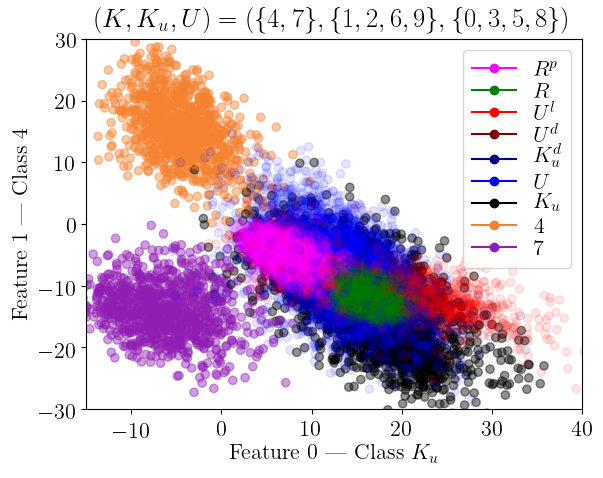 (K, K_u, U) = ({4, 7}, {1, 2, 6, 9}, {0, 3, 5, 8})
Feature 1 — Class 4
30
20
10
0
−10
−20
−30
R^p
R
U^l
U^d
K_u^d
U
K_u
4
7
−10
0
10
20
30
40
Feature 0 — Class K_u